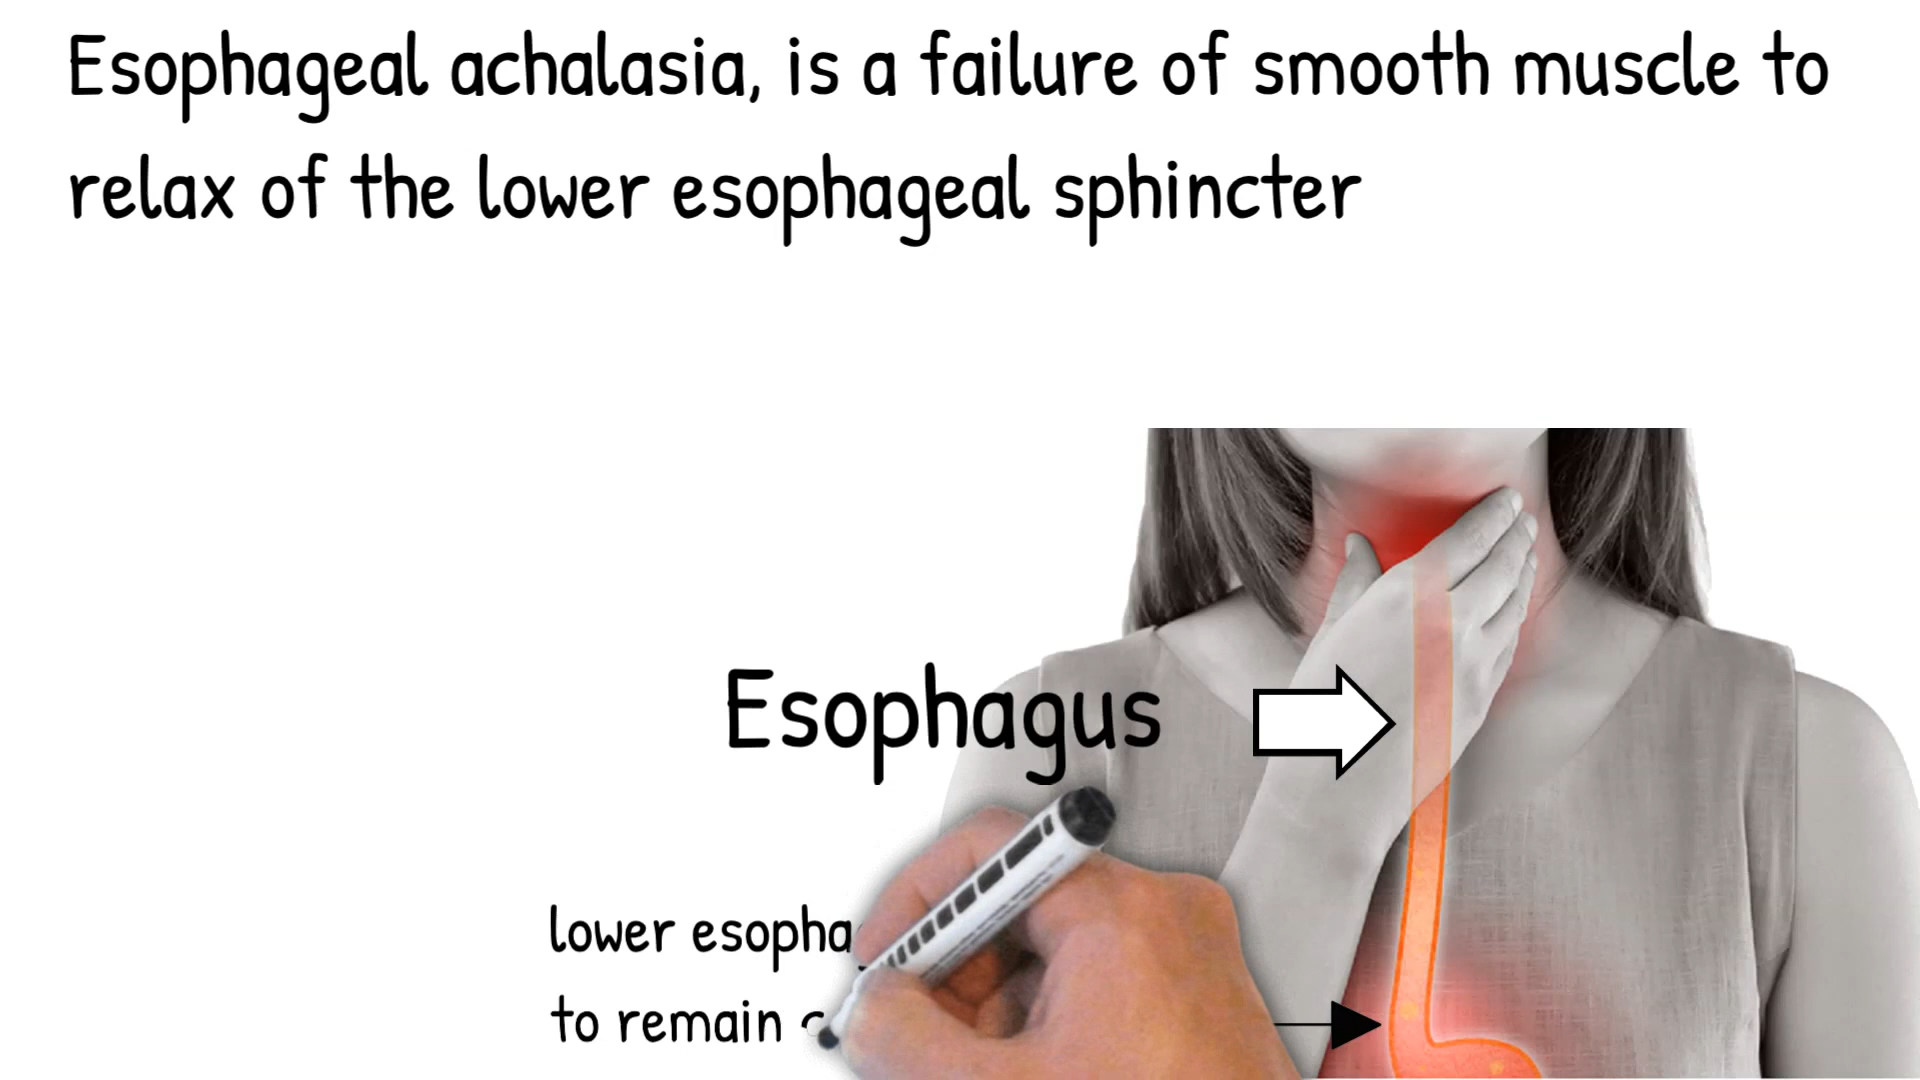 Esophageal achalasia, is a failure of smooth muscle to
relax of the lower esophageal sphincter
Esophagus
lower
to remain